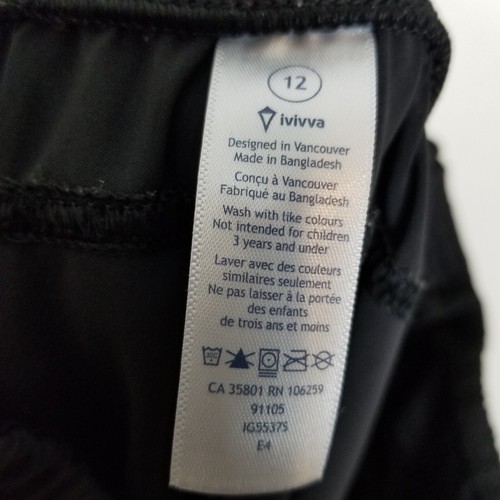 12
ivivva
Designed in Vancouver
Made in Bangladesh
Conçu à Vancouver
Fabriqué au Bangladesh
Wash with like colours
Not intended for children
3 years and under
Laver avec des couleurs
similaires seulement
Ne pas laisser à la portée
des enfants
de trois ans et moins
CA 35801 RN 106259
91105
IG5537S
E4